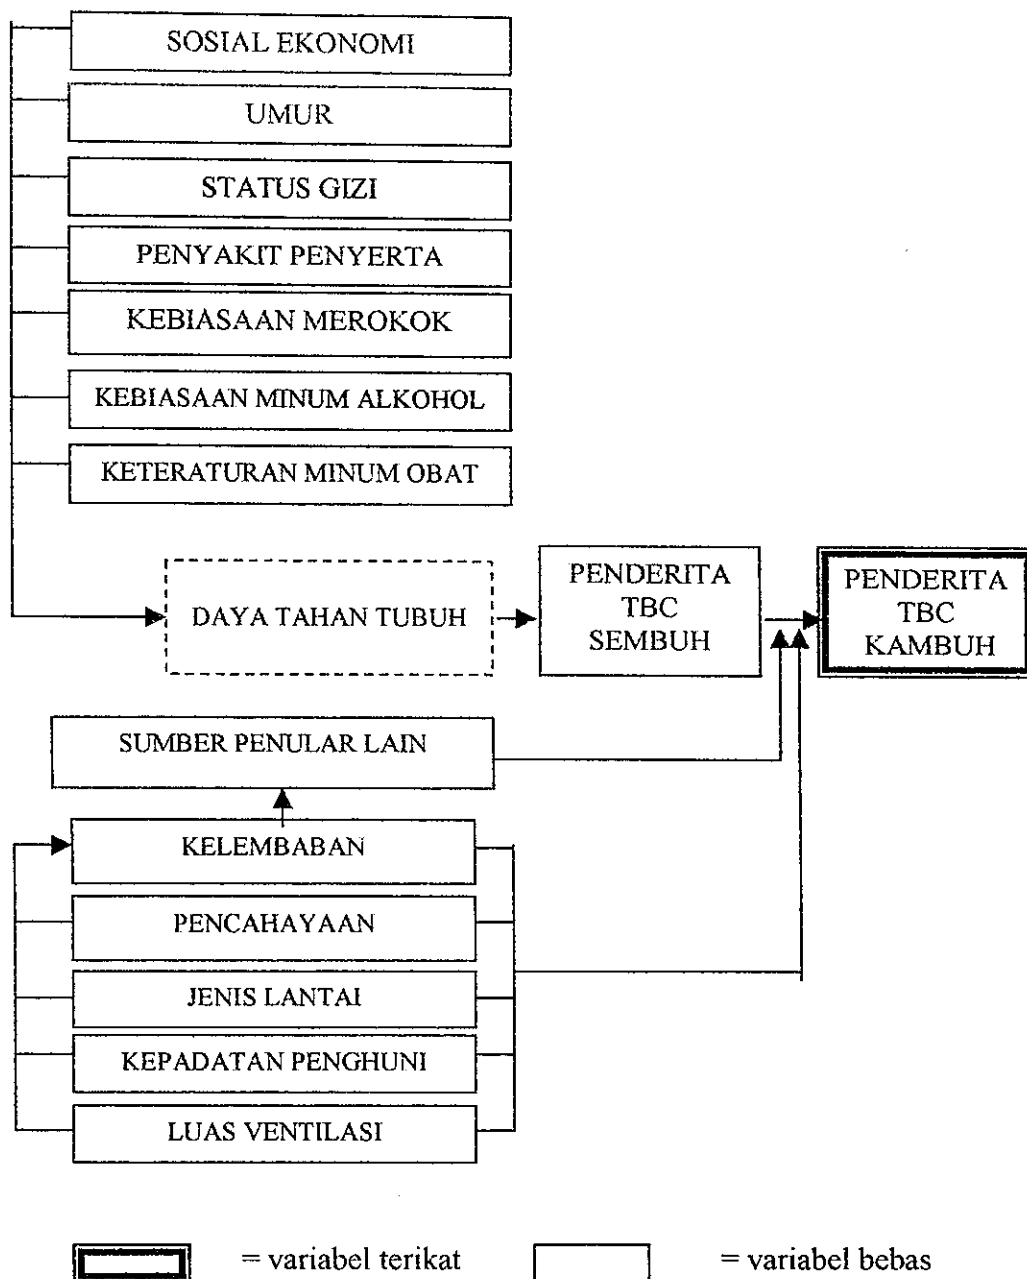 SOSIAL EKONOMI
UMUR
STATUS GIZI
PENYAKIT PENYERTA
KEBIASAAN MEROKOK
KEBIASAAN MINUM ALKOHOL
KETERATURAN MINUM OBAT
DAYA TAHAN TUBUH
PENDERITA
TBC
SEMBUH
PENDERITA
TBC
KAMBUH
SUMBER PENULAR LAIN
KELEMBABAN
PENCAHAYAAN
JENIS LANTAI
KEPADATAN PENGHUNI
LUAS VENTILASI
= variabel terikat
= variabel bebas